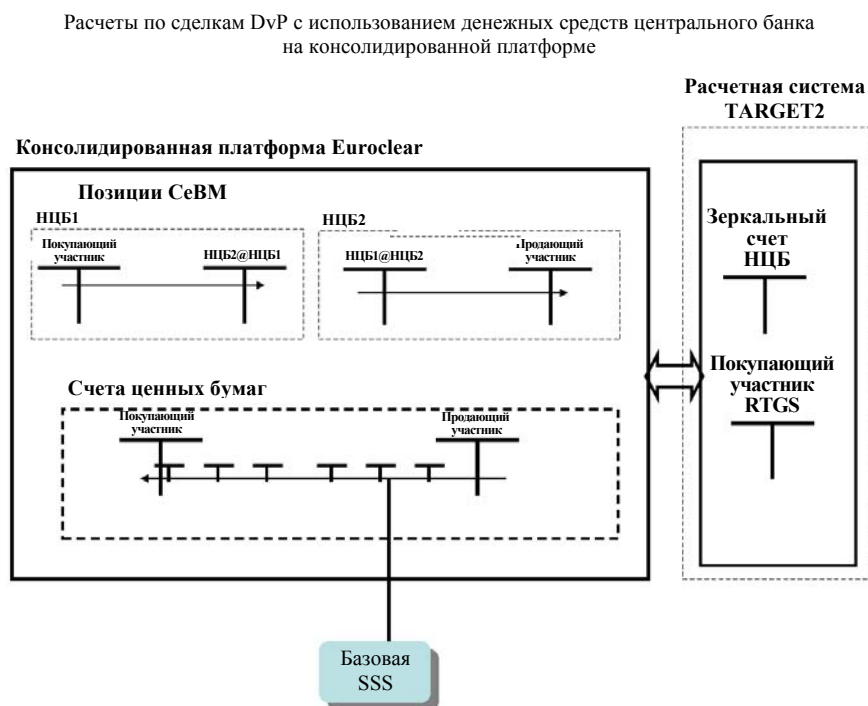 Расчеты по сделкам DvP с использованием денежных средств центрального банка
на консолидированной платформе
Расчетная система
TARGET2
Консолидированная платформа Euroclear
Позиции CeBM
НЦБ1
НЦБ2
Покупающий
участник
НЦБ2@НЦБ1
НЦБ1@НЦБ2
Продающий
участник
Зеркальный
счет
НЦБ
Покупающий
участник
RTGS
Счета ценных бумаг
Покупающий
участник
Продающий
участник
Базовая
SSS